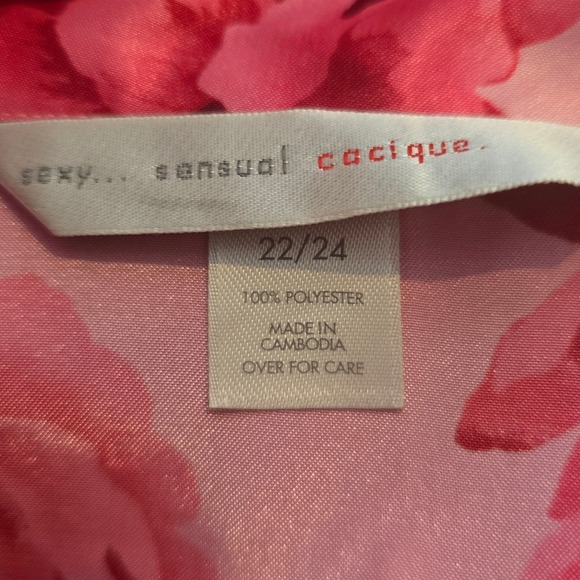 sexy... sensual cacique.
22/24
100% POLYESTER
MADE IN
CAMBODIA
OVER FOR CARE